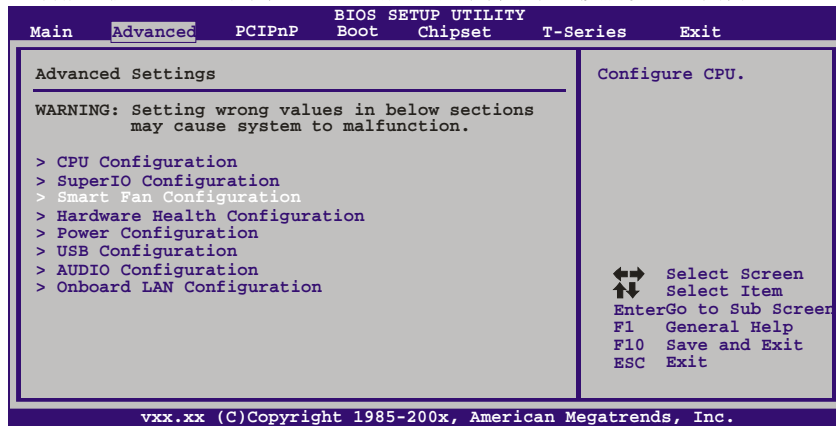 BIOS SETUP UTILITY
Main Advanced PCIPnP Boot Chipset T-Series Exit
Advanced Settings
WARNING: Setting wrong values in below sections
may cause system to malfunction.
> CPU Configuration
> SuperIO Configuration
> Smart Fan Configuration
> Hardware Health Configuration
> Power Configuration
> USB Configuration
> AUDIO Configuration
> Onboard LAN Configuration
Configure CPU.
Select Screen
Select Item
EnterGo to Sub Screen
F1 General Help
F10 Save and Exit
ESC Exit
vxx.xx (C)Copyright 1985-200x, American Megatrends, Inc.